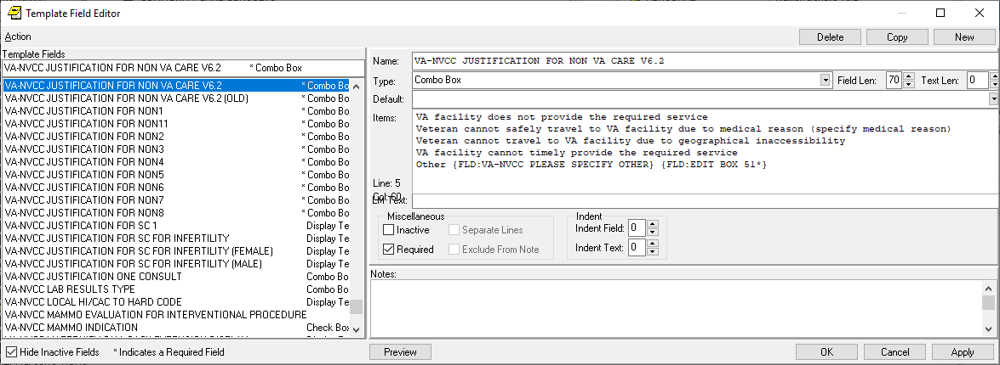 Template Field Editor
Action
Delete
Copy
New
Template Fields
VA-NVCC JUSTIFICATION FOR NON VA CARE V6.2 * Combo Box
VA-NVCC JUSTIFICATION FOR NON VA CARE V6.2 * Combo Bo
VA-NVCC JUSTIFICATION FOR NON VA CARE V6.2 (OLD) * Combo Bo
VA-NVCC JUSTIFICATION FOR NON1 * Combo Bo
VA-NVCC JUSTIFICATION FOR NON11 * Combo Bo
VA-NVCC JUSTIFICATION FOR NON2 * Combo Bo
VA-NVCC JUSTIFICATION FOR NON3 * Combo Bo
VA-NVCC JUSTIFICATION FOR NON4 * Combo Bo
VA-NVCC JUSTIFICATION FOR NON5 * Combo Bo
VA-NVCC JUSTIFICATION FOR NON6 * Combo Bo
VA-NVCC JUSTIFICATION FOR NON7 * Combo Bo
VA-NVCC JUSTIFICATION FOR NON8 * Combo Bo
VA-NVCC JUSTIFICATION FOR SC 1 Display Te
VA-NVCC JUSTIFICATION FOR SC FOR INFERTILITY Display Te
VA-NVCC JUSTIFICATION FOR SC FOR INFERTILITY (FEMALE) Display Te
VA-NVCC JUSTIFICATION FOR SC FOR INFERTILITY (MALE) Display Te
VA-NVCC JUSTIFICATION ONE CONSULT Combo Bo
VA-NVCC LAB RESULTS TYPE Combo Bo
VA-NVCC LOCAL HI/CAC TO HARD CODE Display Te
VA-NVCC MAMMO EVALUATION FOR INTERVENTIONAL PROCEDURE
VA-NVCC MAMMO INDICATION Check Box
Name: VA-NVCC JUSTIFICATION FOR NON VA CARE V6.2
Type: Combo Box Field Len: 70 Text Len: 0
Default:
Items: VA facility does not provide the required service
Veteran cannot safely travel to VA facility due to medical reason (specify medical reason)
Veteran cannot travel to VA facility due to geographical inaccessibility
VA facility cannot timely provide the required service
Other {FLD:VA-NVCC PLEASE SPECIFY OTHER} {FLD:EDIT BOX 51*}
Line: 5
Col: 60
LM Text:
Miscellaneous
Inactive
Separate Lines
Required
Exclude From Note
Indent
Indent Field: 0
Indent Text: 0
Notes:
Hide Inactive Fields * Indicates a Required Field
Preview
OK
Cancel
Apply